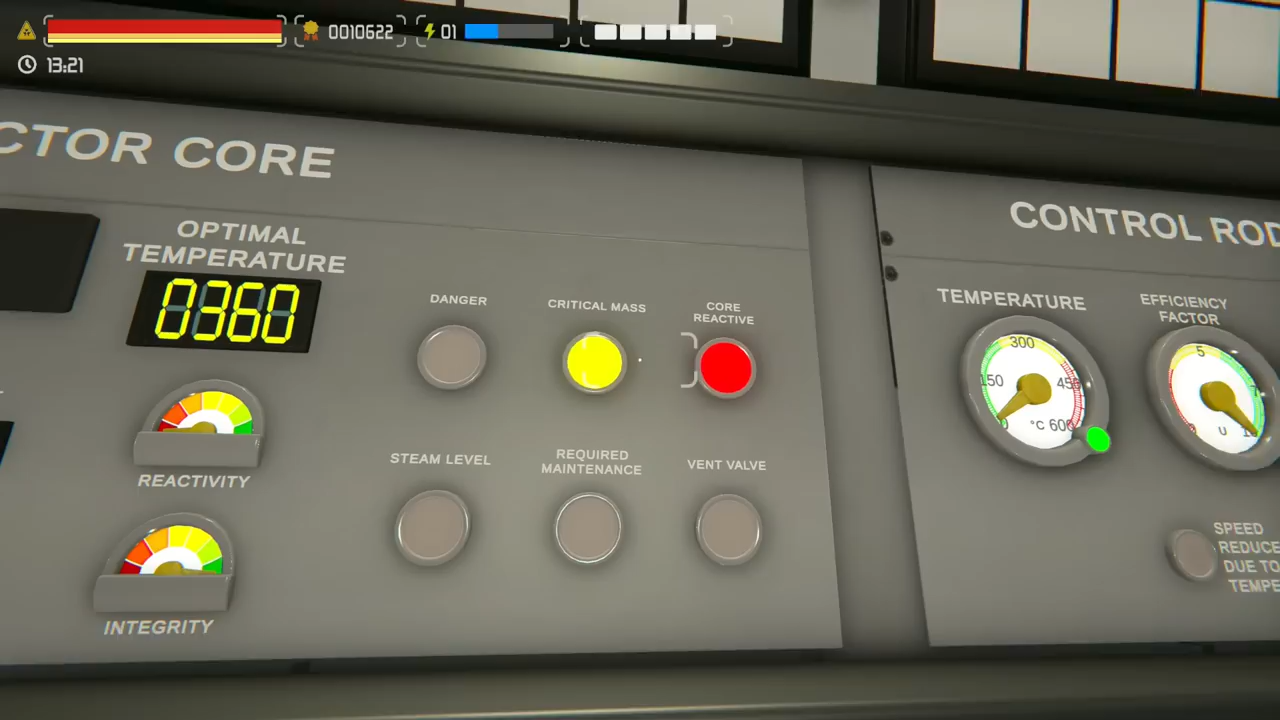 0010622
01
13:21
CTOR CORE
OPTIMAL
TEMPERATURE
0360
DANGER
CRITICAL MASS
CORE
REACTIVE
STEAM LEVEL
REQUIRED
MAINTENANCE
VENT VALVE
REACTIVITY
INTEGRITY
CONTROL ROD
TEMPERATURE
0 150 300 450 600
°C
EFFICIENCY
FACTOR
5
U
SPEED
REDUCE
DUE TO
TEMPE